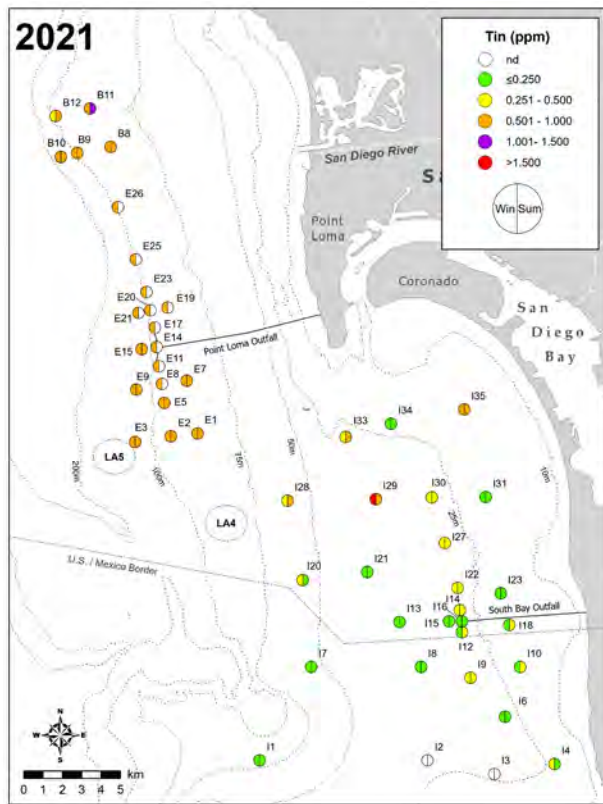 2021
Tin (ppm)
nd
≤0.250
0.251 - 0.500
0.501 - 1.000
1.001- 1.500
>1.500
Win Sum
B12
B11
B10
B9
B8
San Diego River
S
Point
Loma
E26
E25
Coronado
San
Diego
Bay
E23
E20
E19
E21
E17
E14
Point Loma Outfall
E15
E11
E9
E8
E7
E5
E3
E2
E1
I35
I34
I33
LA5
200m
100m
75m
50m
10m
I28
I29
I30
I31
LA4
25m
I27
U.S. / Mexico Border
I20
I21
I22
I23
I14
I16
I13
I15
South Bay Outfall
I18
I12
I7
I8
I9
I10
I6
N
W
E
S
I1
I2
I3
I4
0 1 2 3 4 5
km